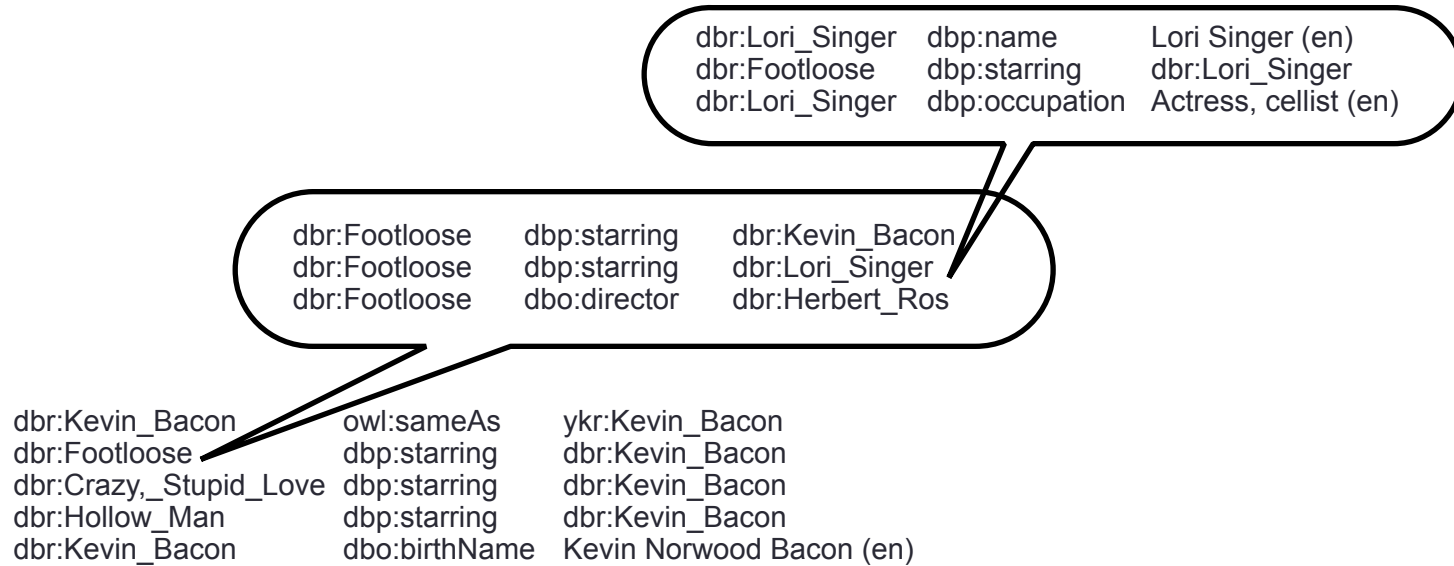 dbr:Lori_Singer dbp:name Lori Singer (en)
dbr:Footloose dbp:starring dbr:Lori_Singer
dbr:Lori_Singer dbp:occupation Actress, cellist (en)
dbr:Footloose dbp:starring dbr:Kevin_Bacon
dbr:Footloose dbp:starring dbr:Lori_Singer
dbr:Footloose dbo:director dbr:Herbert_Ros
dbr:Kevin_Bacon owl:sameAs ykr:Kevin_Bacon
dbr:Footloose dbp:starring dbr:Kevin_Bacon
dbr:Crazy,_Stupid_Love dbp:starring dbr:Kevin_Bacon
dbr:Hollow_Man dbp:starring dbr:Kevin_Bacon
dbr:Kevin_Bacon dbo:birthName Kevin Norwood Bacon (en)